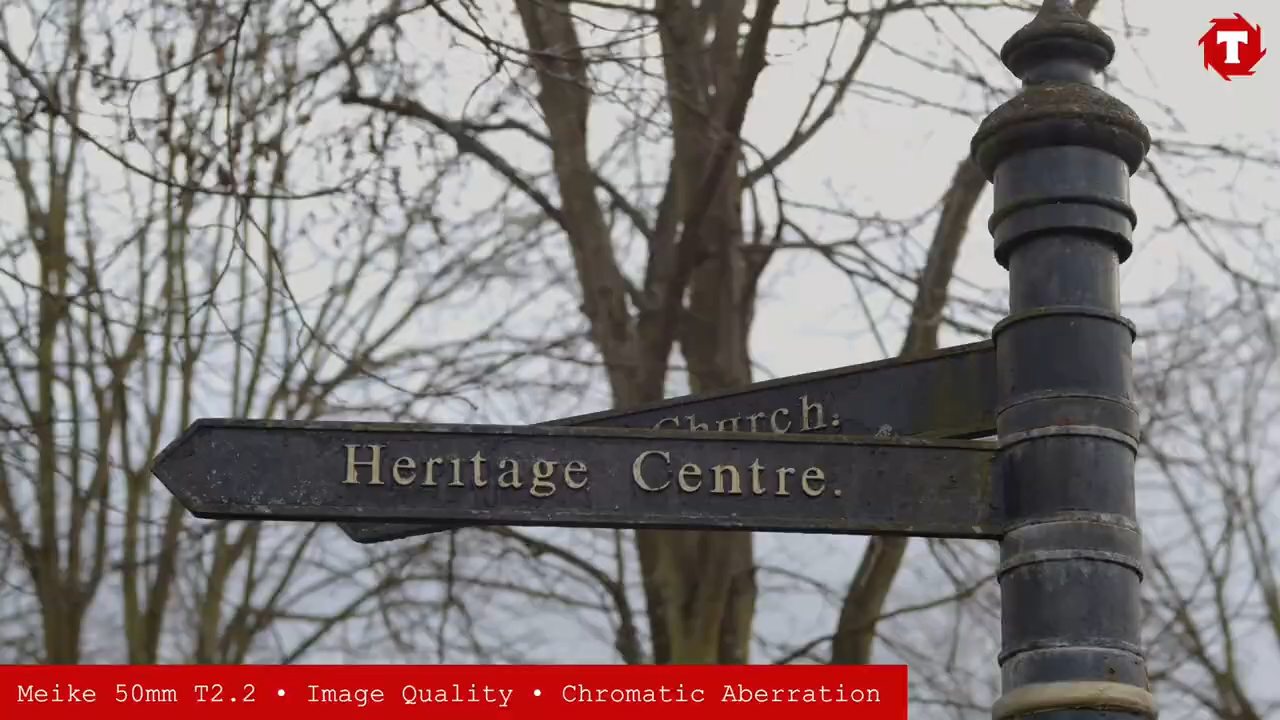 T
Church.
Heritage Centre.
Meike 50mm T2.2 • Image Quality • Chromatic Aberration